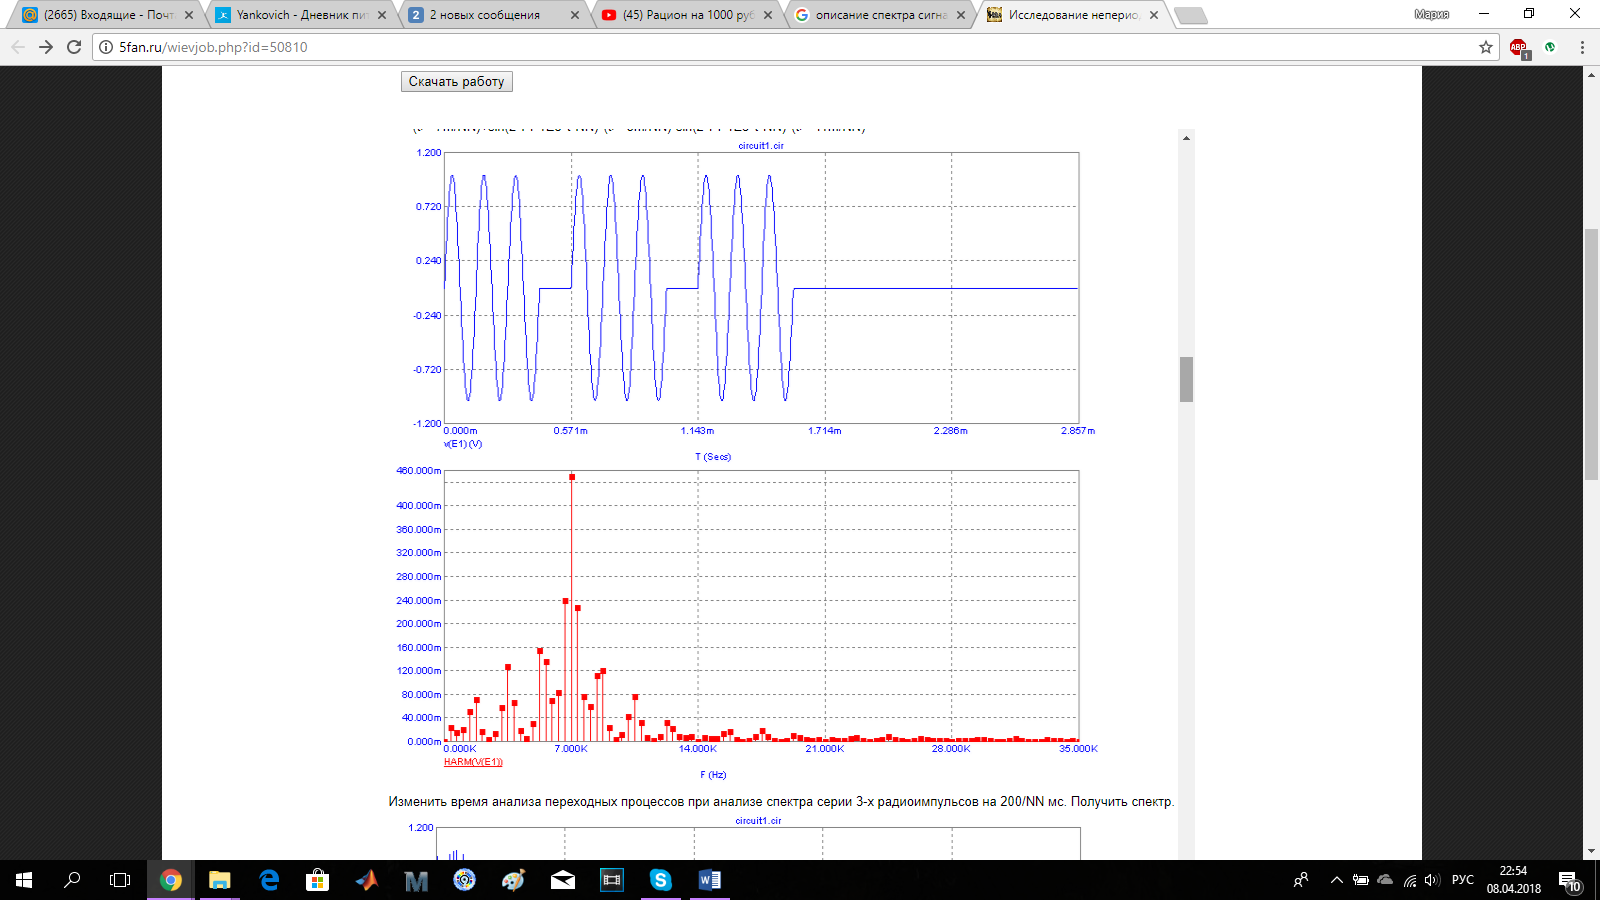 (2665) Входящие - Почт
Yankovich - Дневник пит
2 новых сообщения
(45) Рацион на 1000 руб
описание спектра сигна
Исследование неперио
Мария
5fan.ru/wievjob.php?id=50810
ABP
1
Скачать работу
circuit1.cir
1.200
0.720
0.240
-0.240
-0.720
-1.200
0.000m 0.571m 1.143m 1.714m 2.286m 2.857m
v(E1) (V)
T (Secs)
460.000m
400.000m
360.000m
320.000m
280.000m
240.000m
200.000m
160.000m
120.000m
80.000m
40.000m
0.000m
0.000K 7.000K 14.000K 21.000K 28.000K 35.000K
HARM(V(E1))
F (Hz)
Изменить время анализа переходных процессов при анализе спектра серии 3-х радиоимпульсов на 200/NN мс. Получить спектр.
circuit1.cir
1.200
РУС
22:54
08.04.2018
10